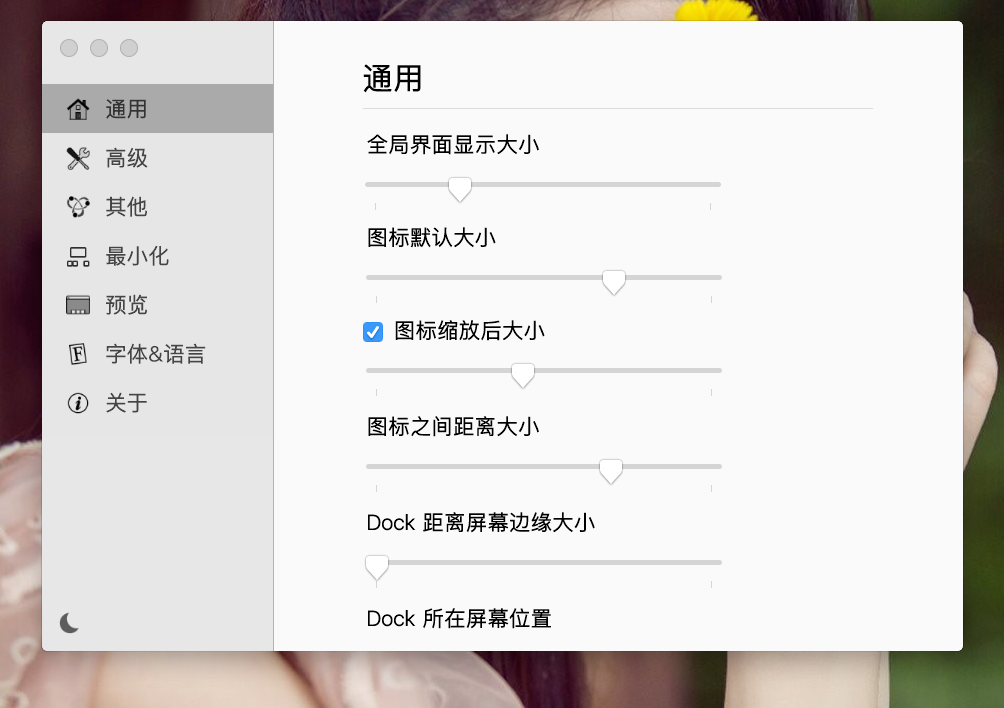 通用
高级
其他
最小化
预览
字体&语言
关于
通用
全局界面显示大小
图标默认大小
图标缩放后大小
图标之间距离大小
Dock 距离屏幕边缘大小
Dock 所在屏幕位置